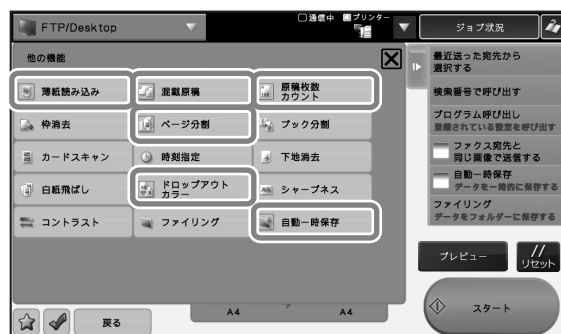 FTP/Desktop
通信中
プリンター
ジョブ状況
他の機能
薄紙読み込み
混載原稿
原稿枚数
カウント
枠消去
ページ分割
ブック分割
カードスキャン
時刻指定
下地消去
白紙飛ばし
ドロップアウト
カラー
シャープネス
コントラスト
ファイリング
自動一時保存
最近送った宛先から
選択する
検索番号で呼び出す
プログラム呼び出し
登録されている設定を呼び出す
ファクス宛先と
同じ画像で送信する
自動一時保存
データを一時的に保存する
ファイリング
データをフォルダーに保存する
プレビュー
リセット
スタート
戻る
A4
A4